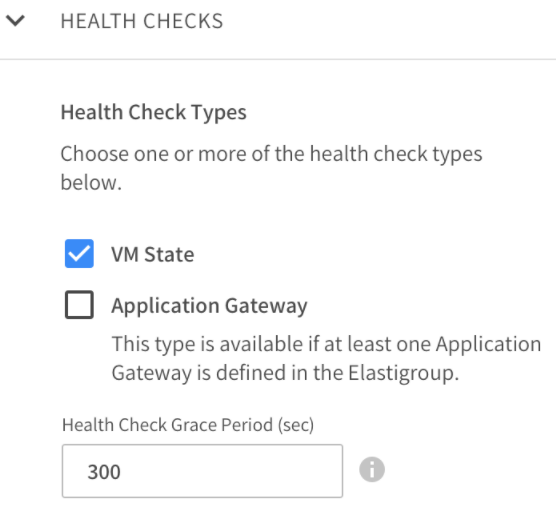 HEALTH CHECKS
Health Check Types
Choose one or more of the health check types
below.
VM State
Application Gateway
This type is available if at least one Application
Gateway is defined in the Elastigroup.
Health Check Grace Period (sec)
300